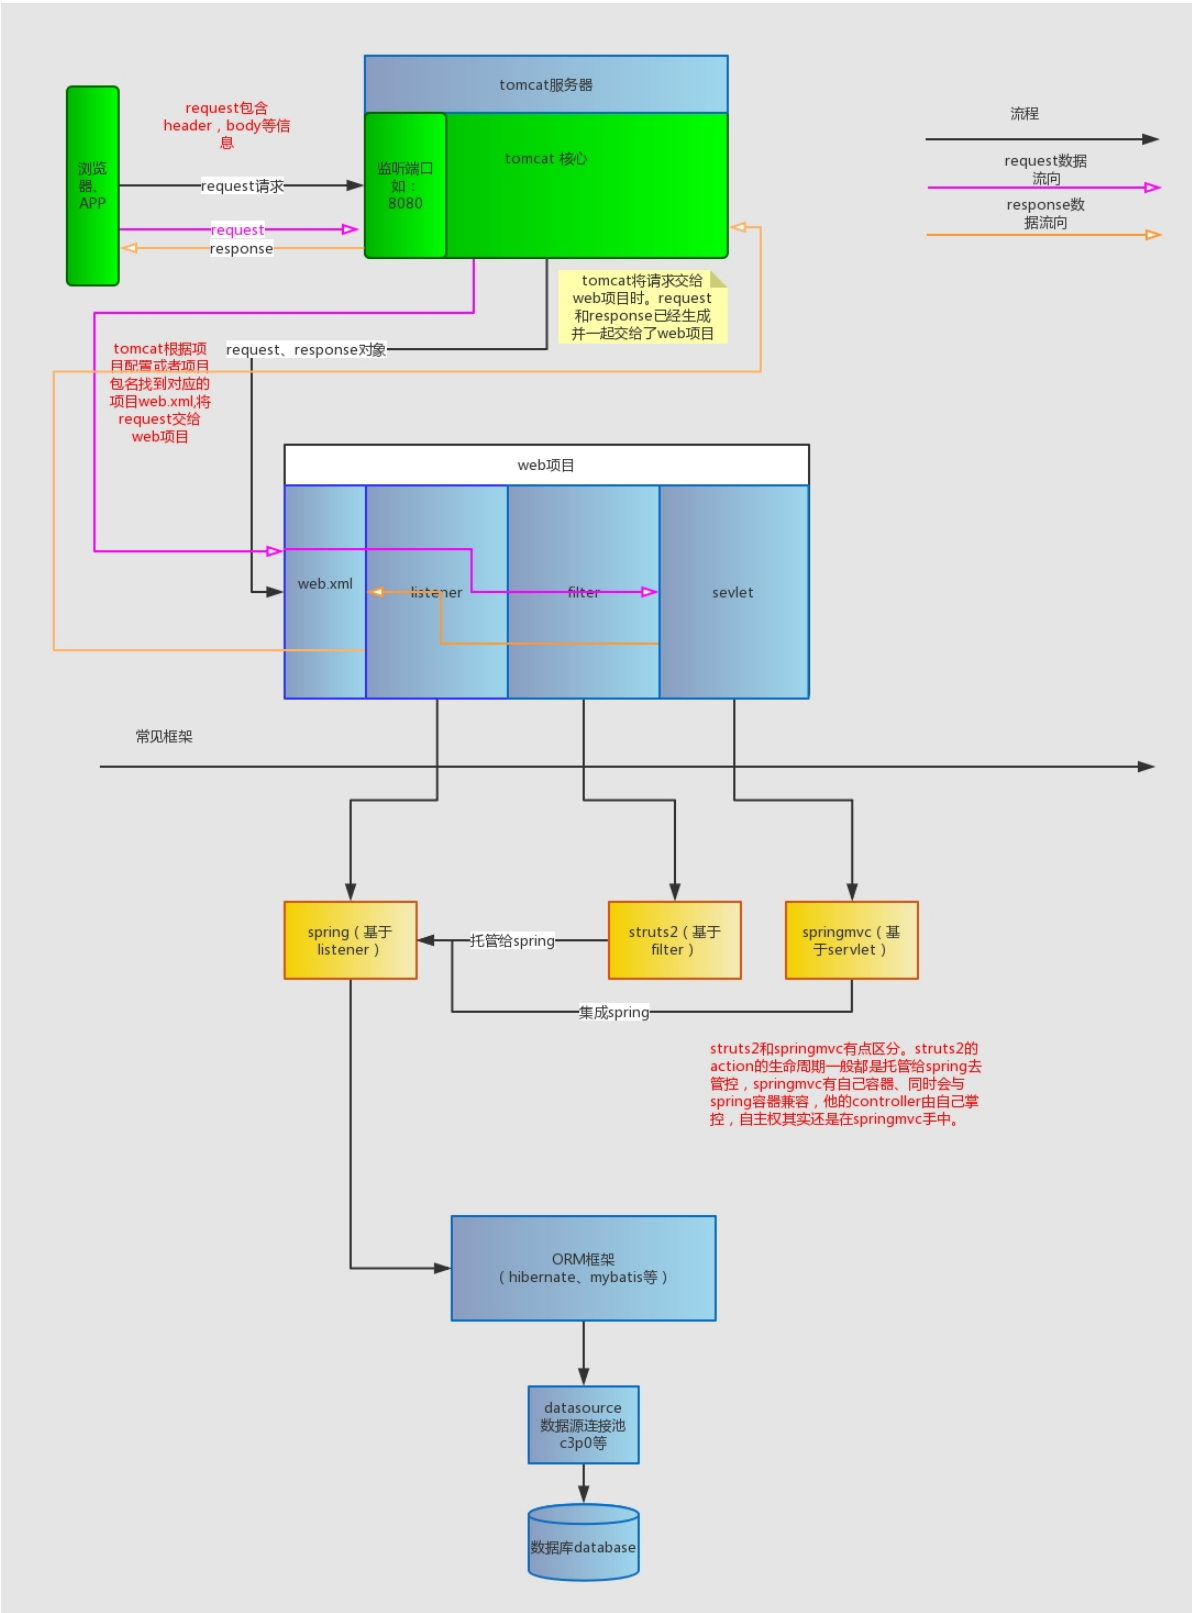 tomcat服务器
request包含
header，body等信
息
浏览
器、
APP
监听端口
如：
8080
tomcat 核心
request请求
request
response
流程
request数据
流向
response数
据流向
tomcat将请求交给
web项目时。request
和response已经生成
并一起交给了web项目
request、response对象
tomcat根据项
目配置或者项目
包名找到对应的
项目web.xml,将
request交给
web项目
web项目
web.xml
listener
filter
sevlet
常见框架
spring（基于
listener）
托管给spring
struts2（基于
filter）
springmvc（基
于servlet）
集成spring
struts2和springmvc有点区分。struts2的
action的生命周期一般都是托管给spring去
管控，springmvc有自己容器、同时会与
spring容器兼容，他的controller由自己掌
控，自主权其实还是在springmvc手中。
ORM框架
（hibernate、mybatis等）
datasource
数据源连接池
c3p0等
数据库database